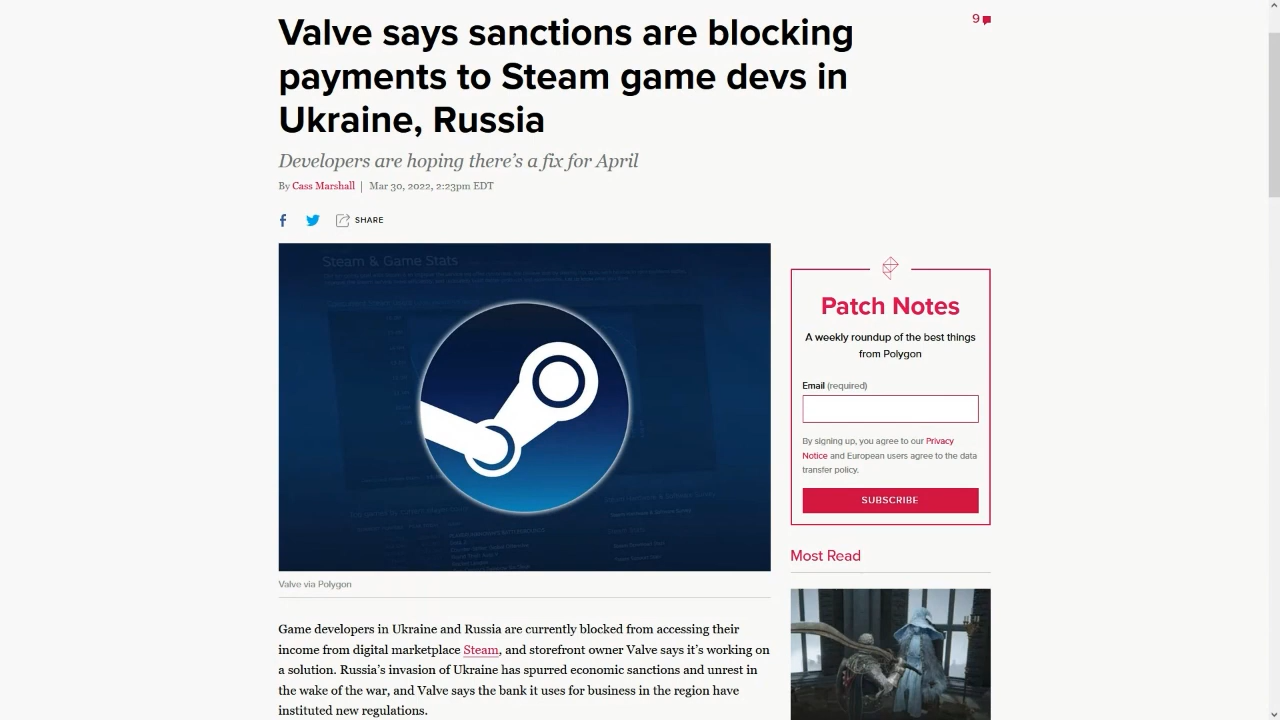 Valve says sanctions are blocking
payments to Steam game devs in
Ukraine, Russia
9
Developers are hoping there's a fix for April
By Cass Marshall | Mar 30, 2022, 2:23pm EDT
SHARE
Steam & Game Stats
Valve via Polygon
Game developers in Ukraine and Russia are currently blocked from accessing their
income from digital marketplace Steam, and storefront owner Valve says it's working on
a solution. Russia's invasion of Ukraine has spurred economic sanctions and unrest in
the wake of the war, and Valve says the bank it uses for business in the region have
instituted new regulations.
Patch Notes
A weekly roundup of the best things
from Polygon
Email (required)
By signing up, you agree to our Privacy
Notice and European users agree to the data
transfer policy.
SUBSCRIBE
Most Read